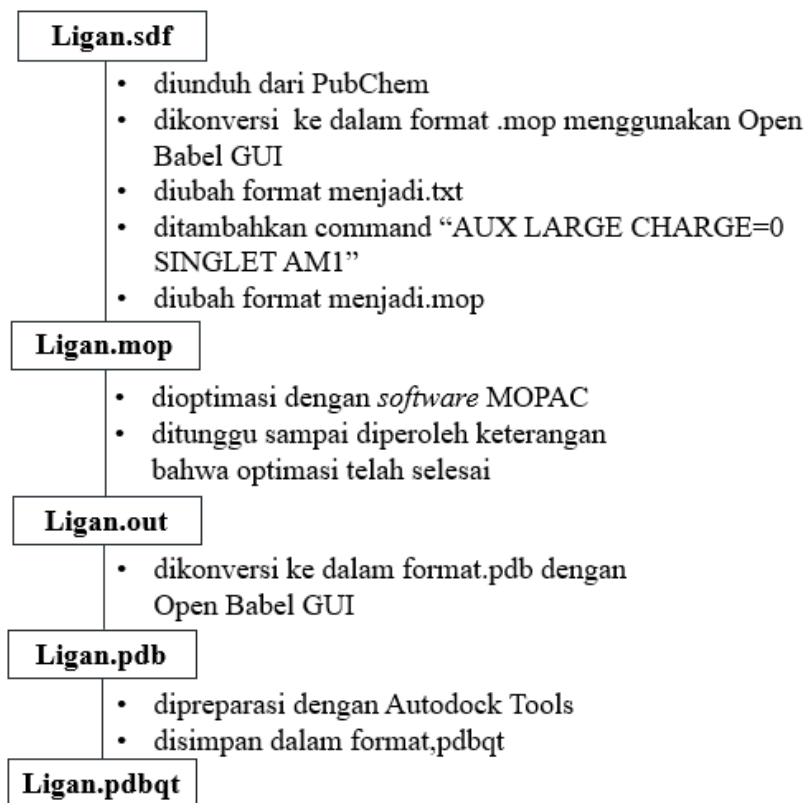 Ligan.sdf
• diunduh dari PubChem
• dikonversi ke dalam format .mop menggunakan Open
Babel GUI
• diubah format menjadi.txt
• ditambahkan command “AUX LARGE CHARGE=0
SINGLET AM1”
• diubah format menjadi.mop
Ligan.mop
• dioptimasi dengan software MOPAC
• ditunggu sampai diperoleh keterangan
bahwa optimasi telah selesai
Ligan.out
• dikonversi ke dalam format.pdb dengan
Open Babel GUI
Ligan.pdb
• dipreparasi dengan Autodock Tools
• disimpan dalam format,pdbqt
Ligan.pdbqt